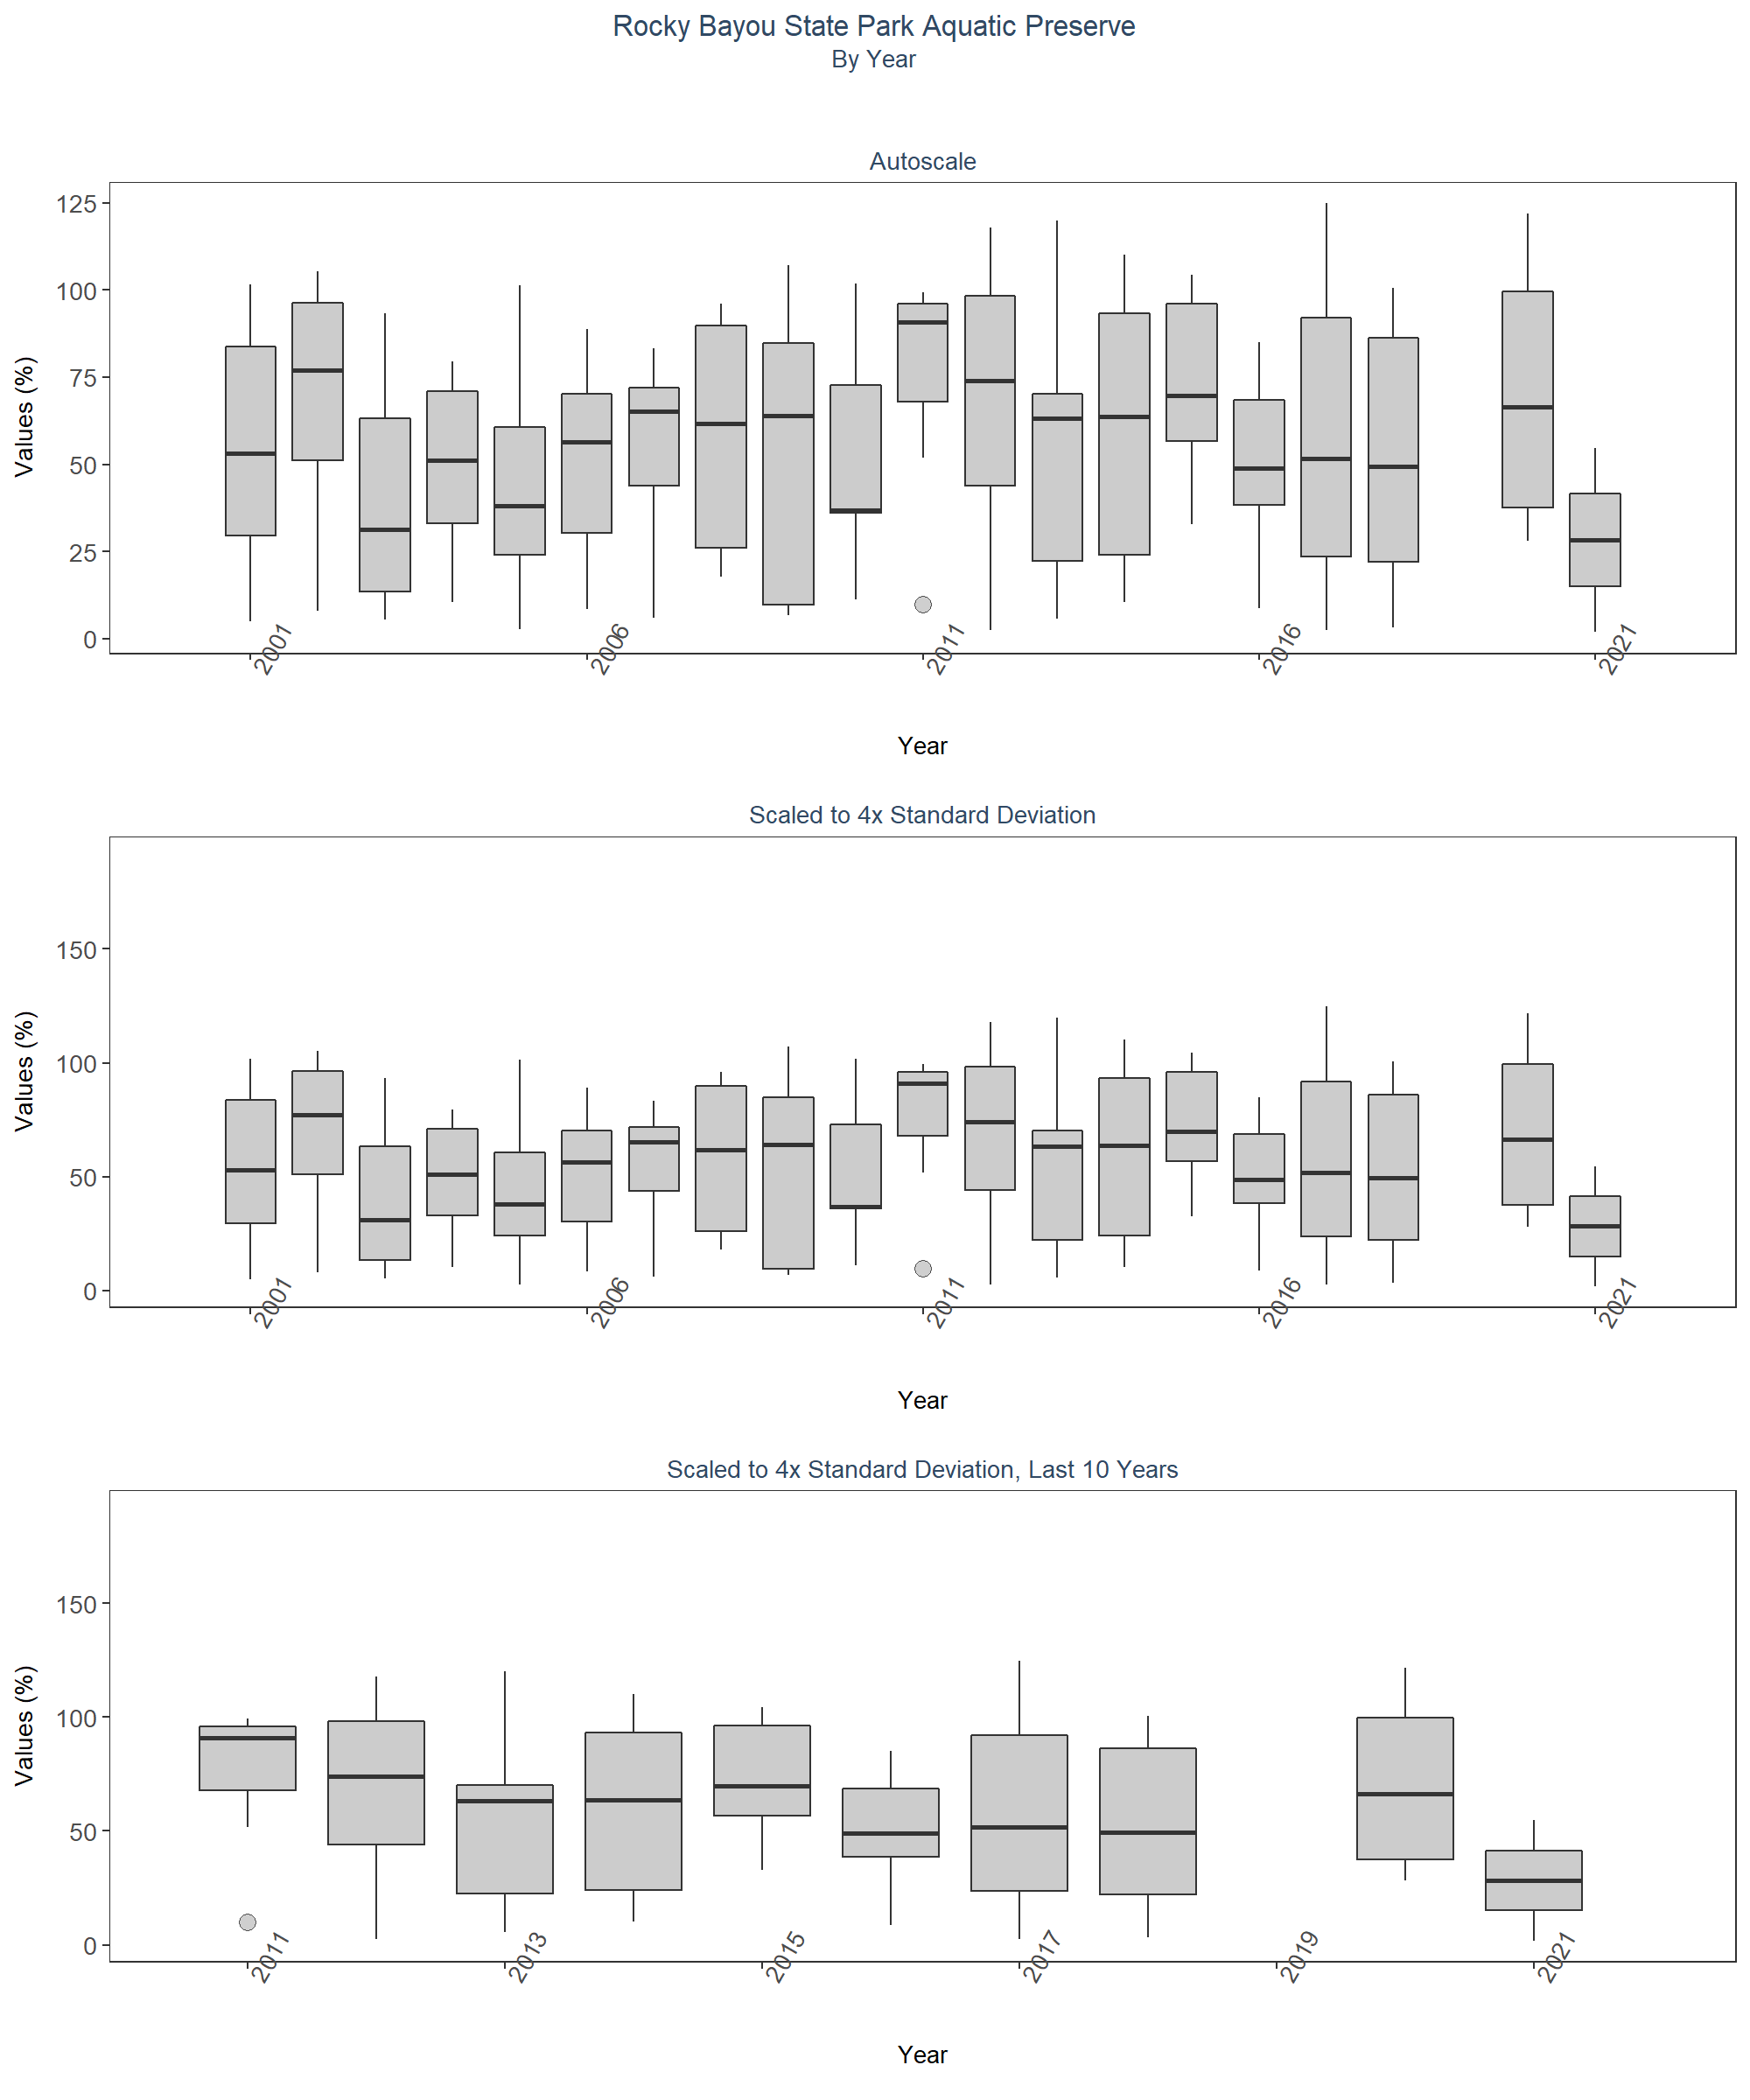 Rocky Bayou State Park Aquatic Preserve
By Year
Autoscale
Values (%)
125
100
75
50
25
0
2001
2006
2011
2016
2021
Year
Scaled to 4x Standard Deviation
Values (%)
150
100
50
0
2001
2006
2011
2016
2021
Year
Scaled to 4x Standard Deviation, Last 10 Years
Values (%)
150
100
50
0
2011
2013
2015
2017
2019
2021
Year